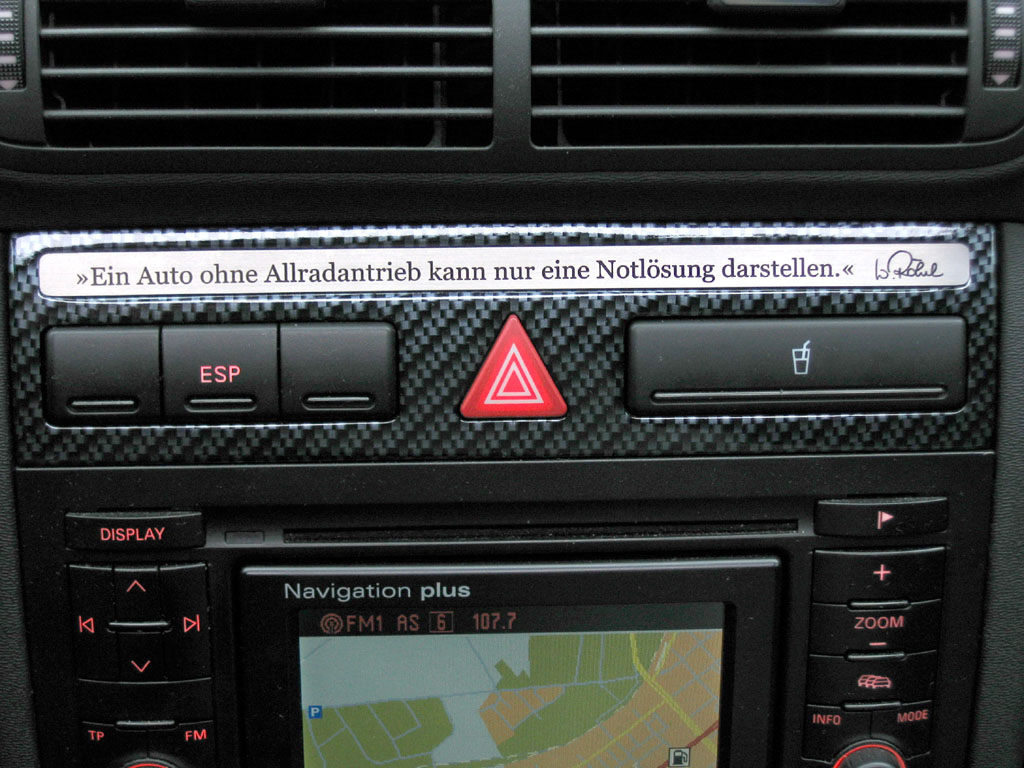 »Ein Auto ohne Allradantrieb kann nur eine Notlösung darstellen.« W. Röhrl
ESP
DISPLAY
Navigation plus
FM1 AS 6 107.7
P
+
ZOOM
−
TP FM
INFO MODE